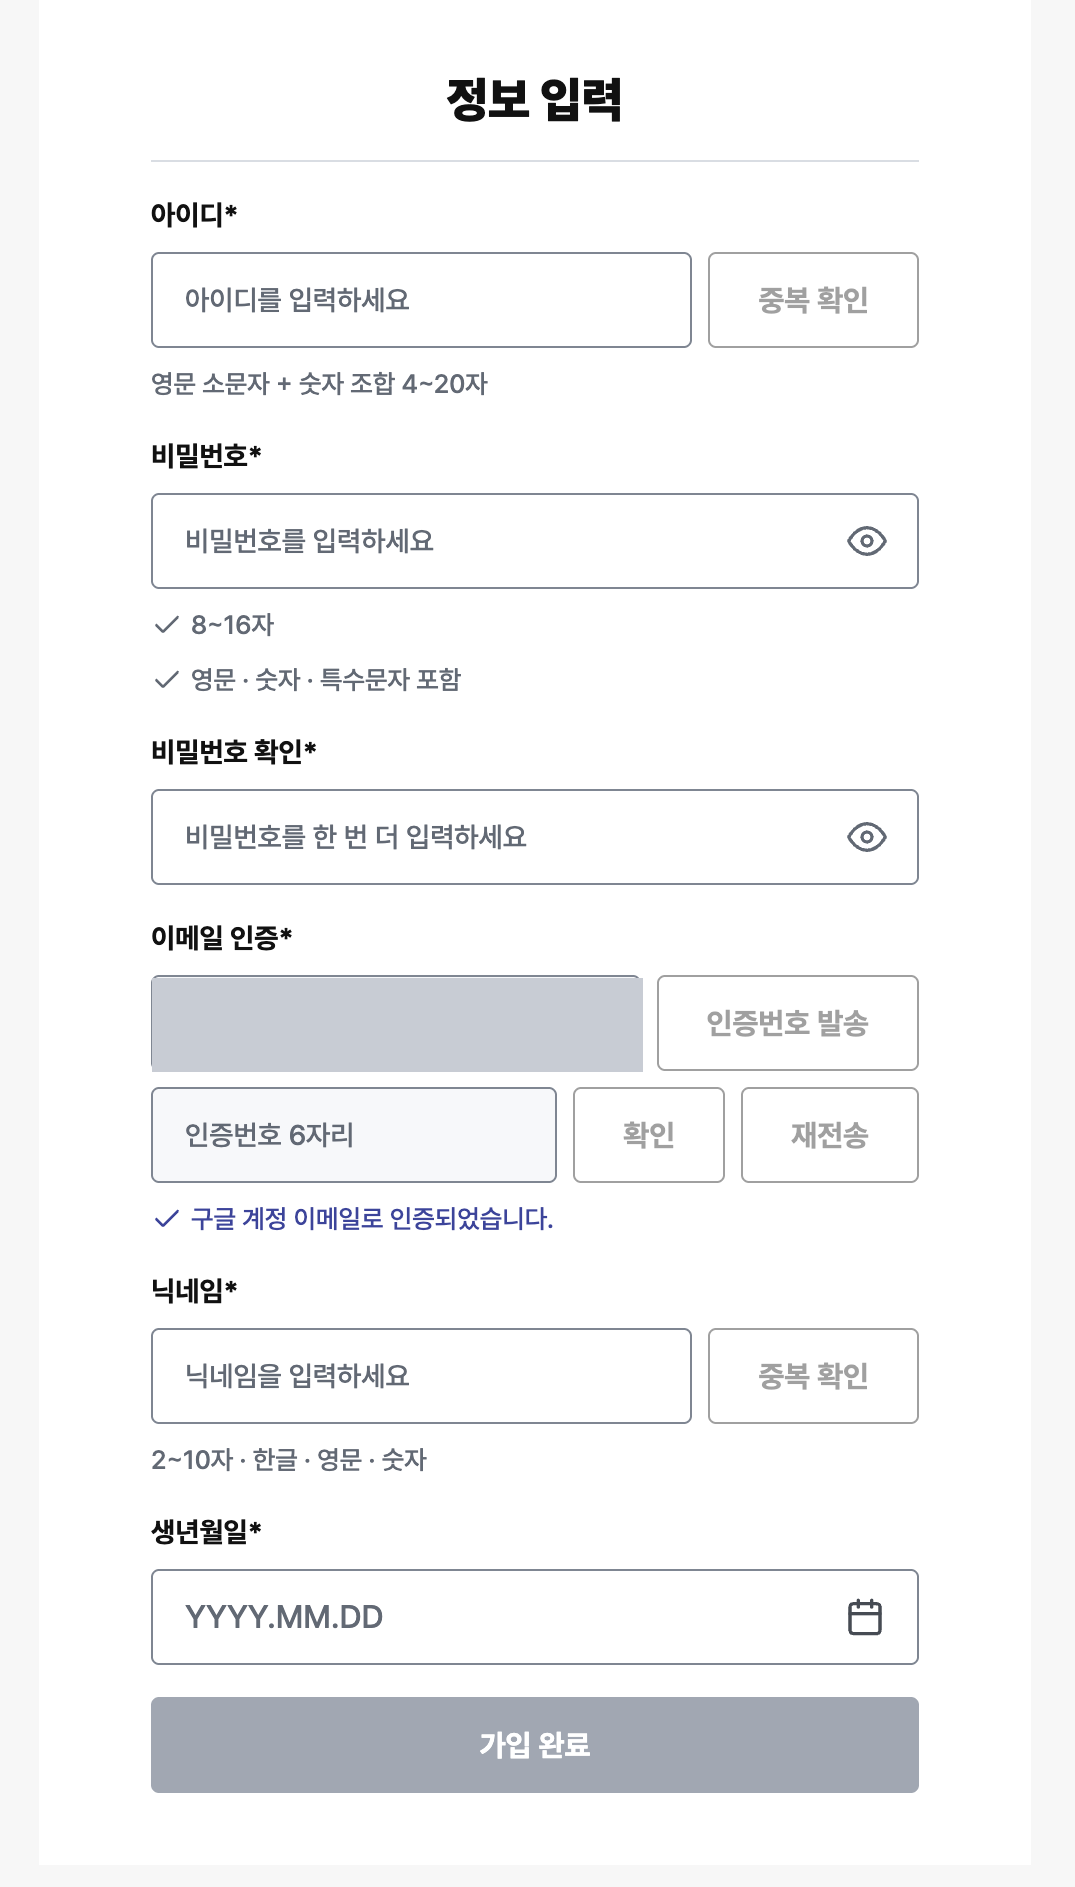 정보 입력
아이디*
아이디를 입력하세요
중복 확인
영문 소문자 + 숫자 조합 4~20자
비밀번호*
비밀번호를 입력하세요
8~16자
영문 · 숫자 · 특수문자 포함
비밀번호 확인*
비밀번호를 한 번 더 입력하세요
이메일 인증*
인증번호 발송
인증번호 6자리
확인
재전송
구글 계정 이메일로 인증되었습니다.
닉네임*
닉네임을 입력하세요
중복 확인
2~10자 · 한글 · 영문 · 숫자
생년월일*
YYYY.MM.DD
가입 완료